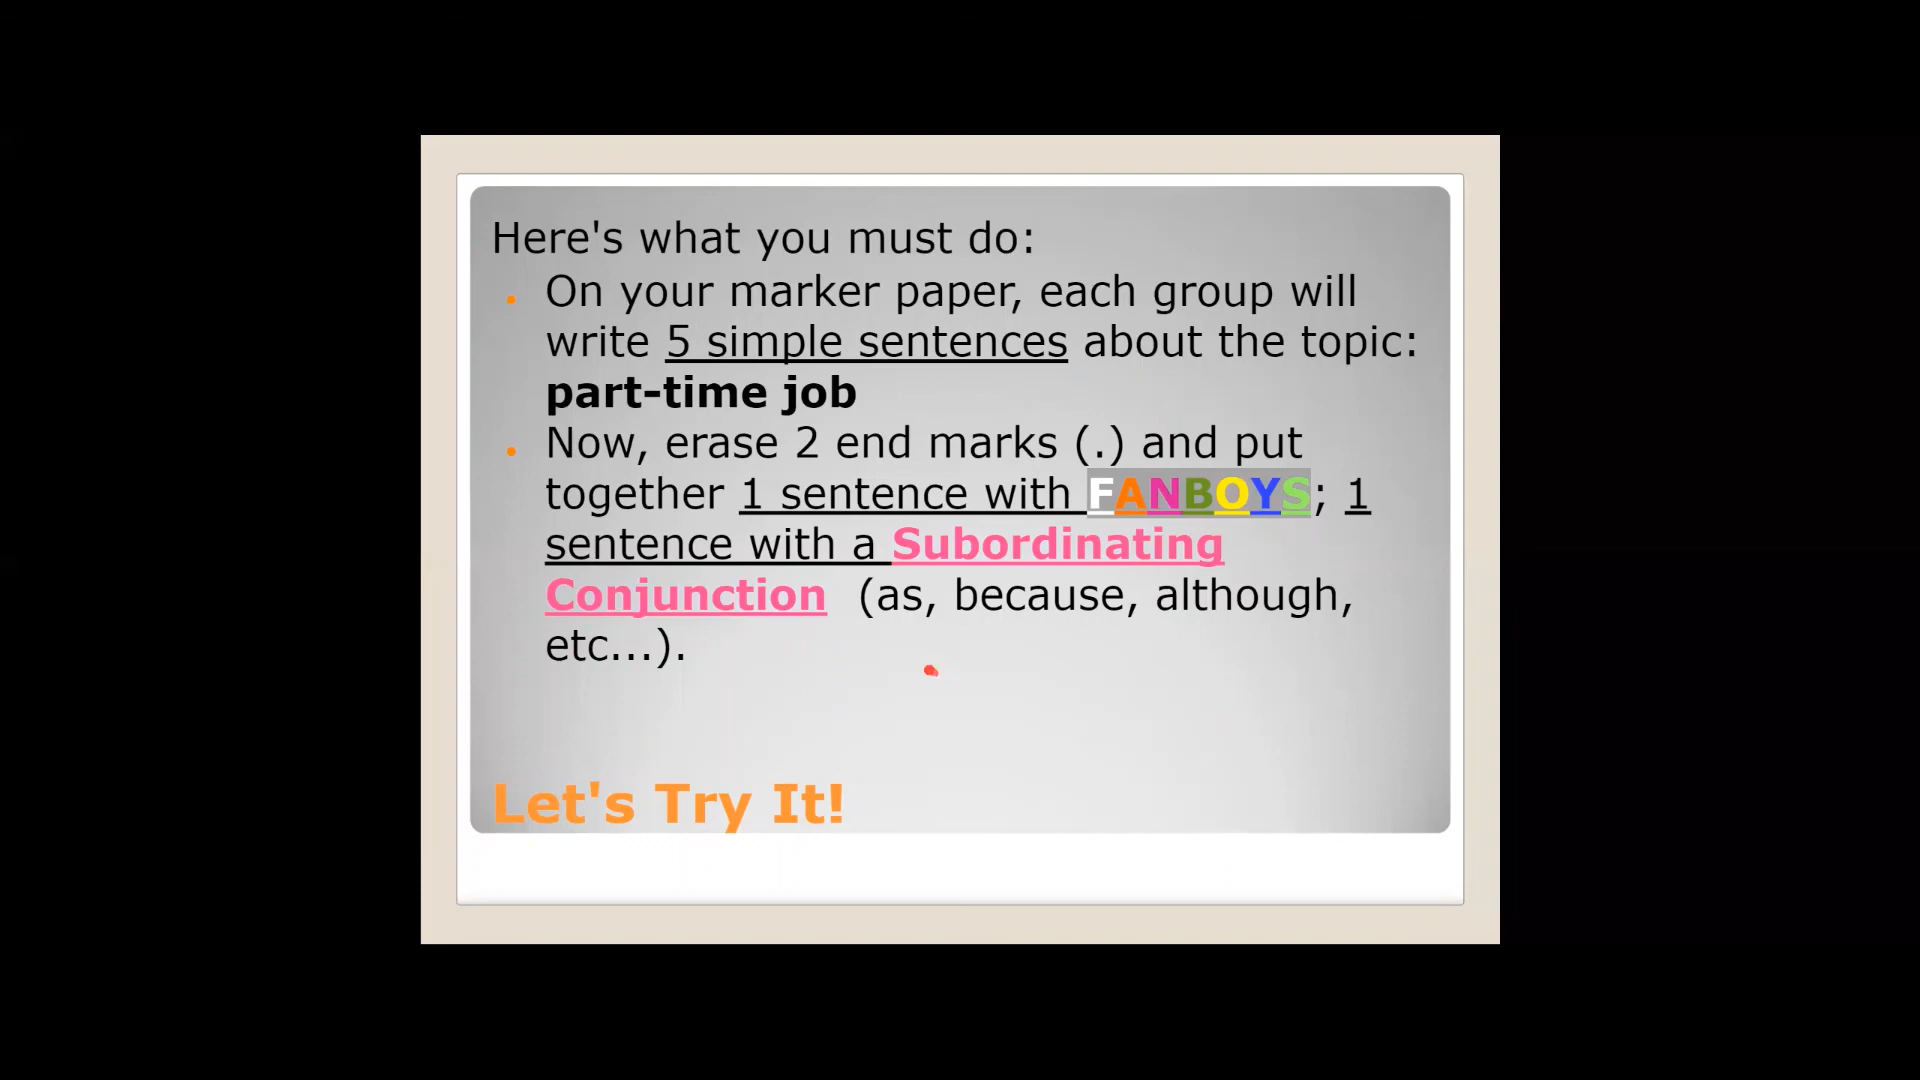 Here's what you must do:
On your marker paper, each group will
write 5 simple sentences about the topic:
part-time job
Now, erase 2 end marks (.) and put
together 1 sentence with FANBOYS; 1
sentence with a Subordinating
Conjunction (as, because, although,
etc...).
Let's Try It!